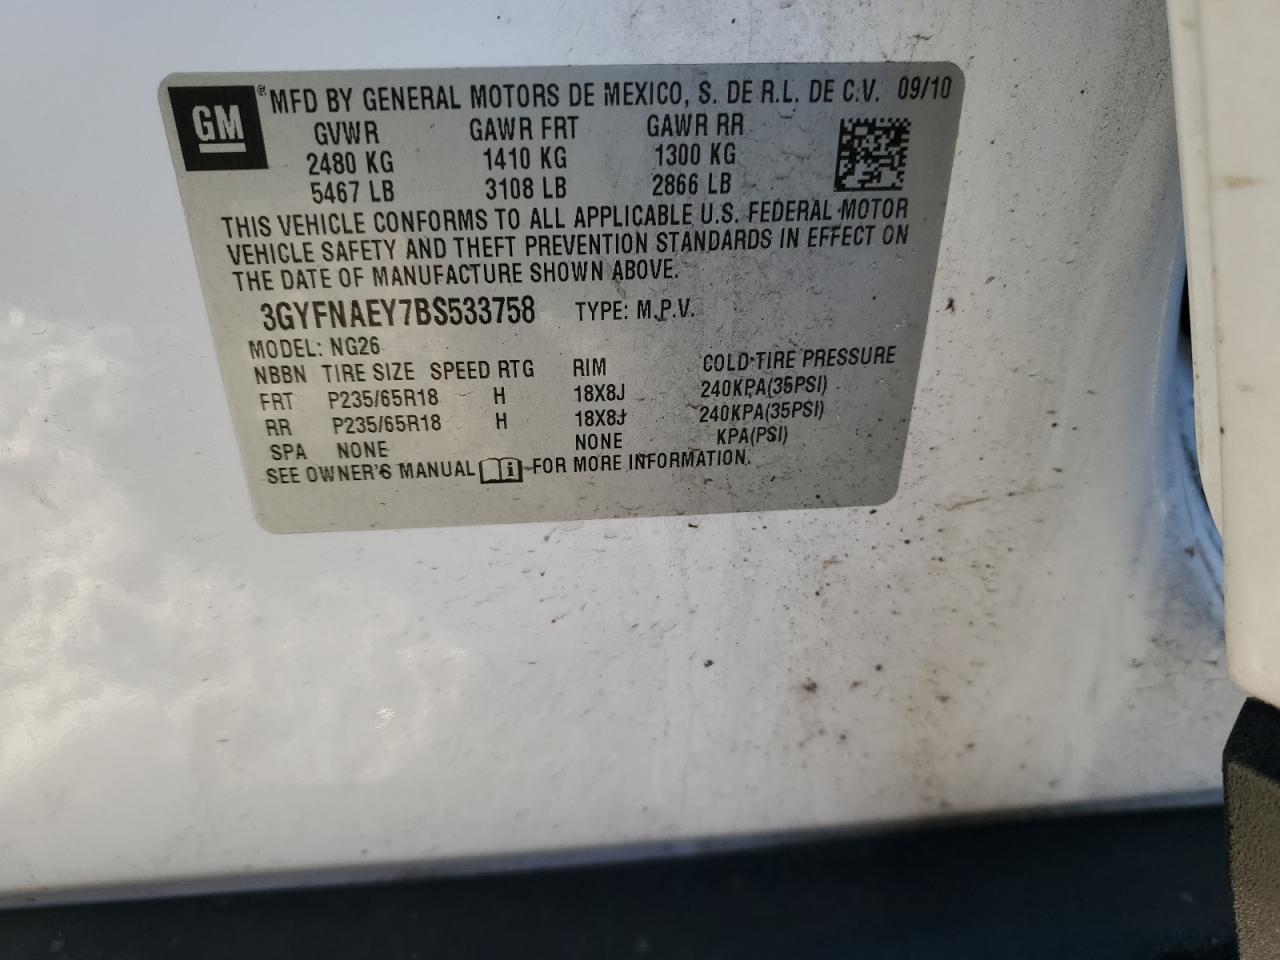 GM ® MFD BY GENERAL MOTORS DE MEXICO, S. DE R.L. DE C.V. 09/10
GVWR GAWR FRT GAWR RR
2480 KG 1410 KG 1300 KG
5467 LB 3108 LB 2866 LB
THIS VEHICLE CONFORMS TO ALL APPLICABLE U.S. FEDERAL MOTOR
VEHICLE SAFETY AND THEFT PREVENTION STANDARDS IN EFFECT ON
THE DATE OF MANUFACTURE SHOWN ABOVE.
3GYFNAEY7BS533758 TYPE: M.P.V.
MODEL: NG26
NBBN TIRE SIZE SPEED RTG RIM COLD TIRE PRESSURE
FRT P235/65R18 H 18X8J 240KPA(35PSI)
RR P235/65R18 H 18X8J 240KPA(35PSI)
SPA NONE NONE KPA(PSI)
SEE OWNER'S MANUAL FOR MORE INFORMATION.